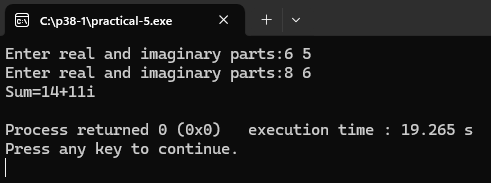 C:\p38-1\practical-5.exe
Enter real and imaginary parts:6 5
Enter real and imaginary parts:8 6
Sum=14+11i
Process returned 0 (0x0)   execution time : 19.265 s
Press any key to continue.